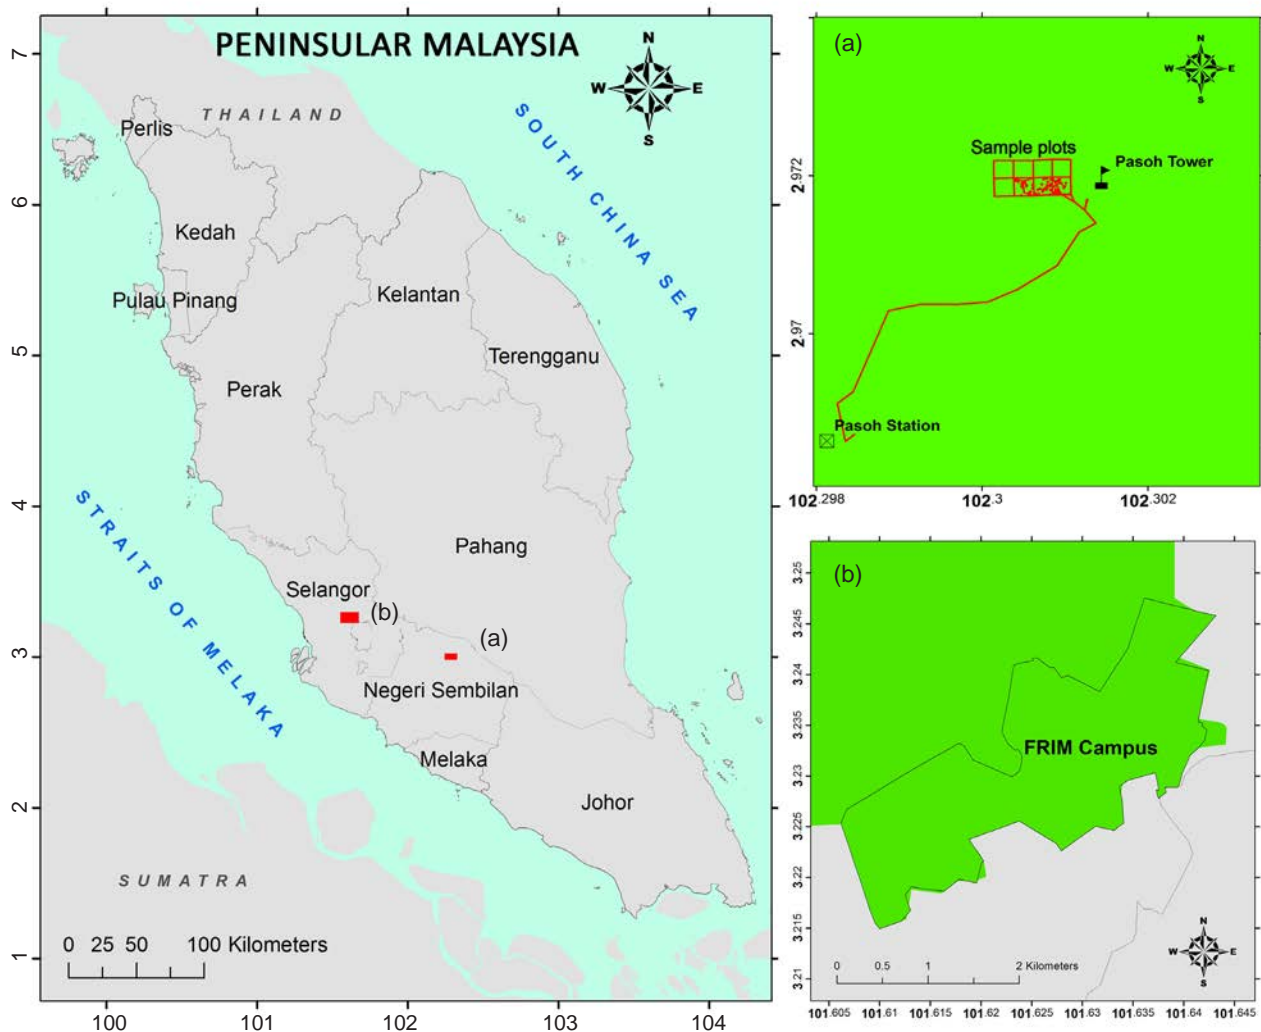 PENINSULAR MALAYSIA
N
W
E
S
THAILAND
SOUTH CHINA SEA
Perlis
Kedah
Pulau Pinang
Kelantan
Terengganu
Perak
Pahang
STRAITS OF MELAKA
Selangor
(b)
(a)
Negeri Sembilan
Melaka
Johor
SUMATRA
0 25 50 100 Kilometers
7
6
5
4
3
2
1
100 101 102 103 104
(a)
N
W
E
S
Sample plots
Pasoh Tower
Pasoh Station
2.972
2.97
102.298 102.3 102.302
(b)
FRIM Campus
N
W
E
S
0 0.5 1 2 Kilometers
3.25
3.245
3.24
3.235
3.23
3.225
3.22
3.215
3.21
101.605 101.610 101.615 101.62 101.625 101.63 101.635 101.64 101.645